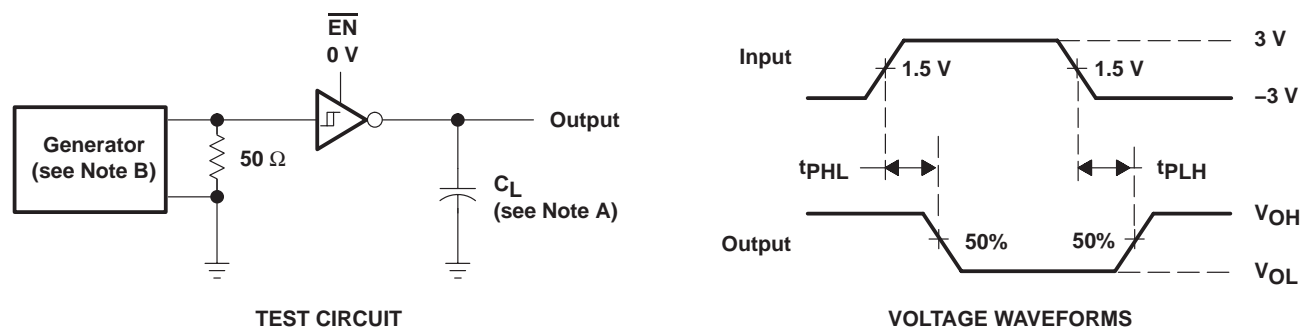 EN
0 V
Generator
(see Note B)
50 Ω
Output
CL
(see Note A)
TEST CIRCUIT
Input
3 V
1.5 V
1.5 V
–3 V
tPHL
tPLH
Output
50%
50%
VOH
VOL
VOLTAGE WAVEFORMS